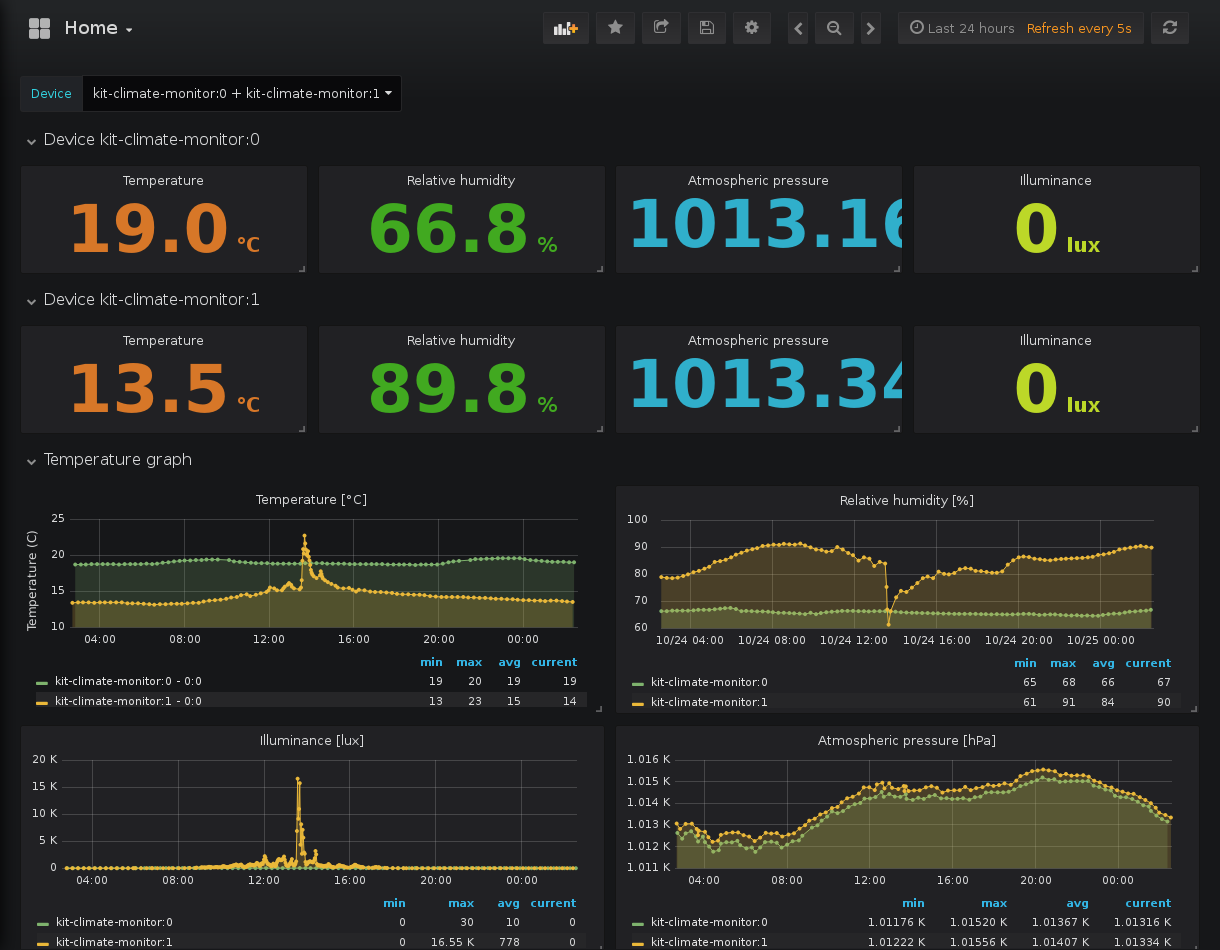 Home
Last 24 hours Refresh every 5s
Device kit-climate-monitor:0 + kit-climate-monitor:1
Device kit-climate-monitor:0
Temperature Relative humidity Atmospheric pressure Illuminance
19.0 °C 66.8 % 1013.16 0 lux
Device kit-climate-monitor:1
Temperature Relative humidity Atmospheric pressure Illuminance
13.5 °C 89.8 % 1013.34 0 lux
Temperature graph
Temperature [°C]
Temperature (C)
25
20
15
10
04:00 08:00 12:00 16:00 20:00 00:00
min max avg current
kit-climate-monitor:0 - 0:0 19 20 19 19
kit-climate-monitor:1 - 0:0 13 23 15 14
Relative humidity [%]
100
90
80
70
60
10/24 04:00 10/24 08:00 10/24 12:00 10/24 16:00 10/24 20:00 10/25 00:00
min max avg current
kit-climate-monitor:0 65 68 66 67
kit-climate-monitor:1 61 91 84 90
Illuminance [lux]
20 K
15 K
10 K
5 K
0
04:00 08:00 12:00 16:00 20:00 00:00
min max avg current
kit-climate-monitor:0 0 30 10 0
kit-climate-monitor:1 0 16.55 K 778 0
Atmospheric pressure [hPa]
1.016 K
1.015 K
1.014 K
1.013 K
1.012 K
1.011 K
04:00 08:00 12:00 16:00 20:00 00:00
min max avg current
kit-climate-monitor:0 1.01176 K 1.01520 K 1.01367 K 1.01316 K
kit-climate-monitor:1 1.01222 K 1.01556 K 1.01407 K 1.01334 K